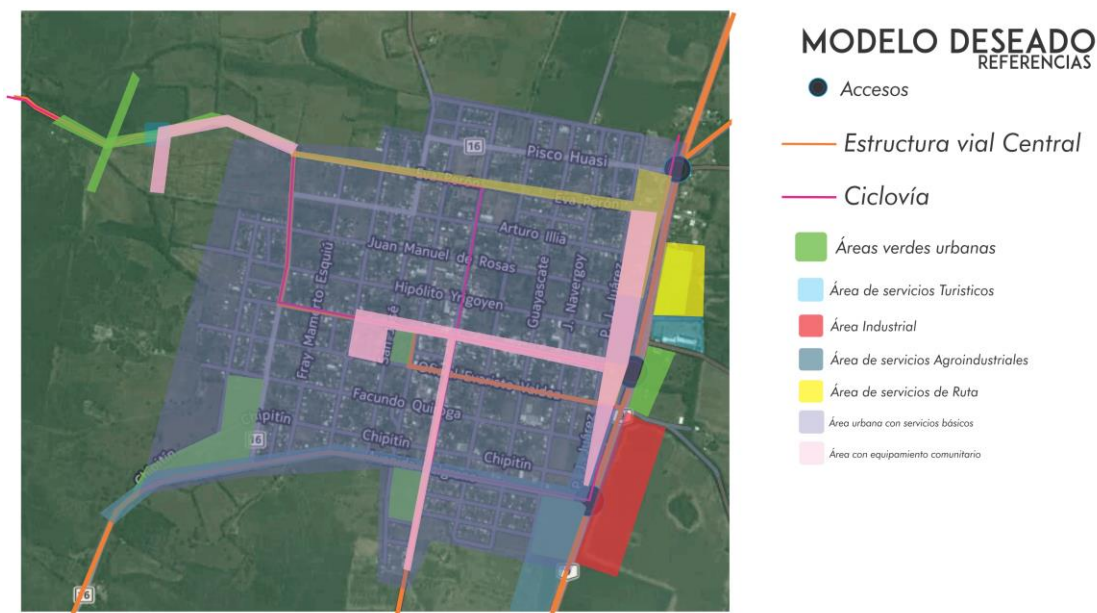 MODELO DESEADO
REFERENCIAS
Accesos
Estructura vial Central
Ciclovía
Áreas verdes urbanas
Área de servicios Turisticos
Área Industrial
Área de servicios Agroindustriales
Área de servicios de Ruta
Área urbana con servicios básicos
Área con equipamiento comunitario
16
Pisco Huasi
Eva Perón
Eva Perón
Arturo Illia
Juan Manuel de Rosas
Hipólito Yrigoyen
Fray Mamerto Esquiú
Guayascate
J. Navergoy
P. J. Juárez
Facundo Quiroga
Chipitín
16
Chipitín
Chipitín
Chipitín
P. J. Juárez
16